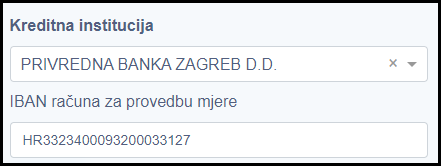 Kreditna institucija
PRIVREDNA BANKA ZAGREB D.D.
IBAN računa za provedbu mjere
HR3323400093200033127